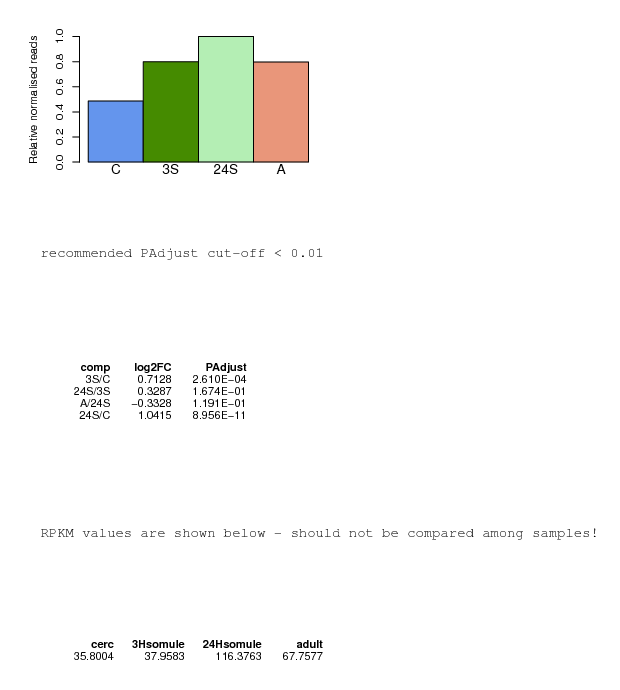 Relative normalised reads
1.0
0.8
0.6
0.4
0.2
0.0
C 3S 24S A
recommended PAdjust cut-off < 0.01
comp log2FC PAdjust
3S/C 0.7128 2.610E−04
24S/3S 0.3287 1.674E−01
A/24S −0.3328 1.191E−01
24S/C 1.0415 8.956E−11
RPKM values are shown below - should not be compared among samples!
cerc 3Hsomule 24Hsomule adult
35.8004 37.9583 116.3763 67.7577